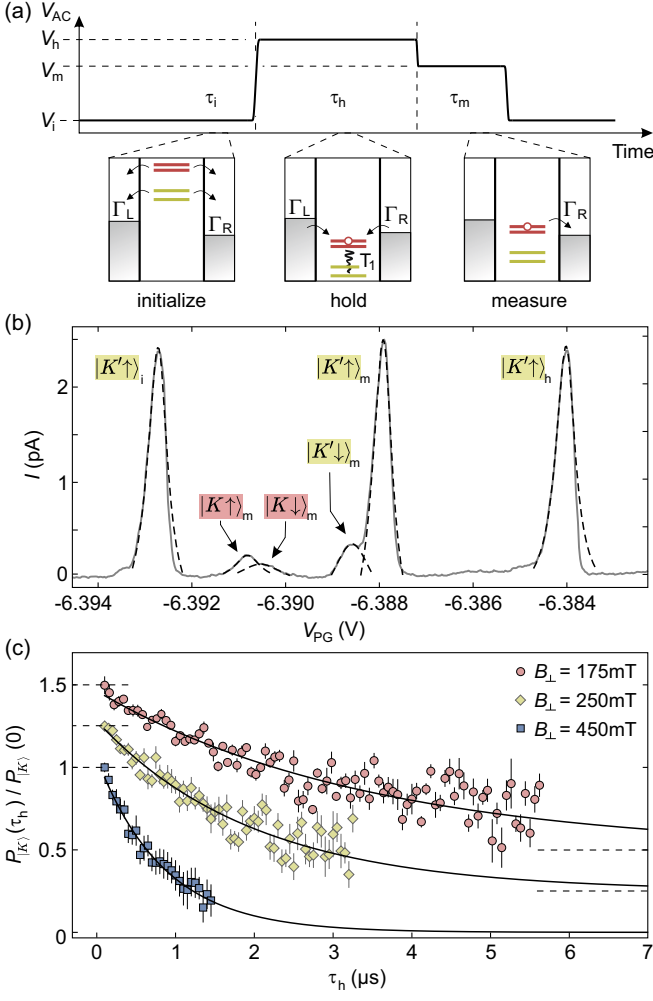 (a)
V_AC
V_h
V_m
V_i
τ_i
τ_h
τ_m
Time
Γ_L
Γ_R
Γ_L
Γ_R
T_1
Γ_R
initialize
hold
measure
(b)
|K′↑⟩_i
|K′↑⟩_m
|K′↑⟩_h
|K′↓⟩_m
|K↑⟩_m
|K↓⟩_m
I (pA)
2
1
0
-6.394
-6.392
-6.390
-6.388
-6.386
-6.384
V_PG (V)
(c)
B_⊥ = 175mT
B_⊥ = 250mT
B_⊥ = 450mT
P_|K⟩(τ_h) / P_|K⟩(0)
1.5
1
0.5
0
0
1
2
3
4
5
6
7
τ_h (µs)